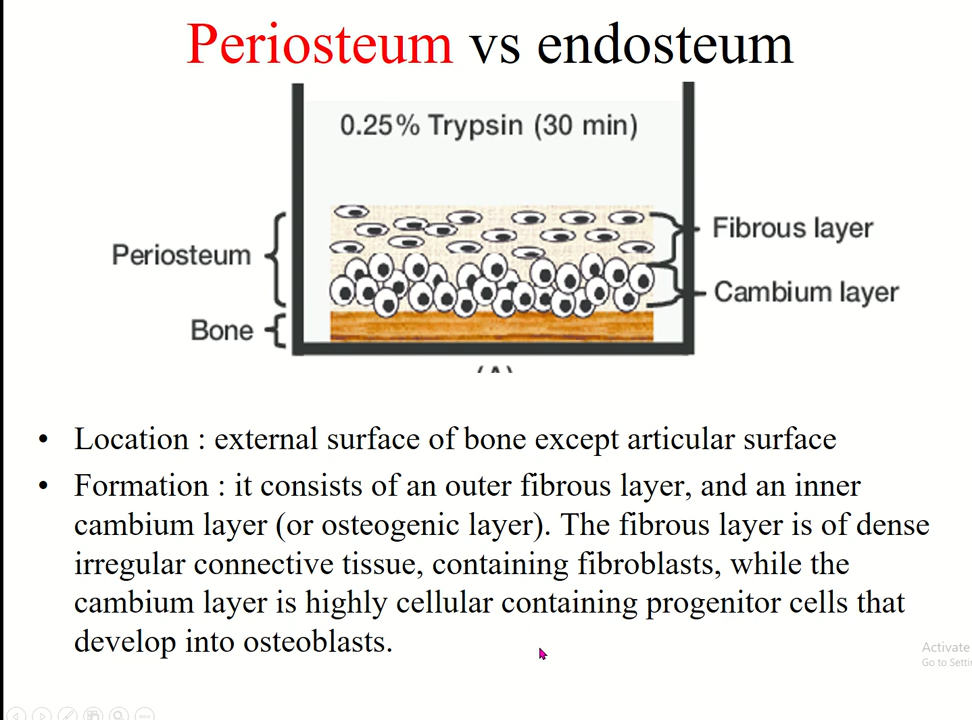 Periosteum vs endosteum
0.25% Trypsin (30 min)
Periosteum
Fibrous layer
Cambium layer
Bone
(A)
• Location : external surface of bone except articular surface
• Formation : it consists of an outer fibrous layer, and an inner
cambium layer (or osteogenic layer). The fibrous layer is of dense
irregular connective tissue, containing fibroblasts, while the
cambium layer is highly cellular containing progenitor cells that
develop into osteoblasts.
Activate
Go to Setti